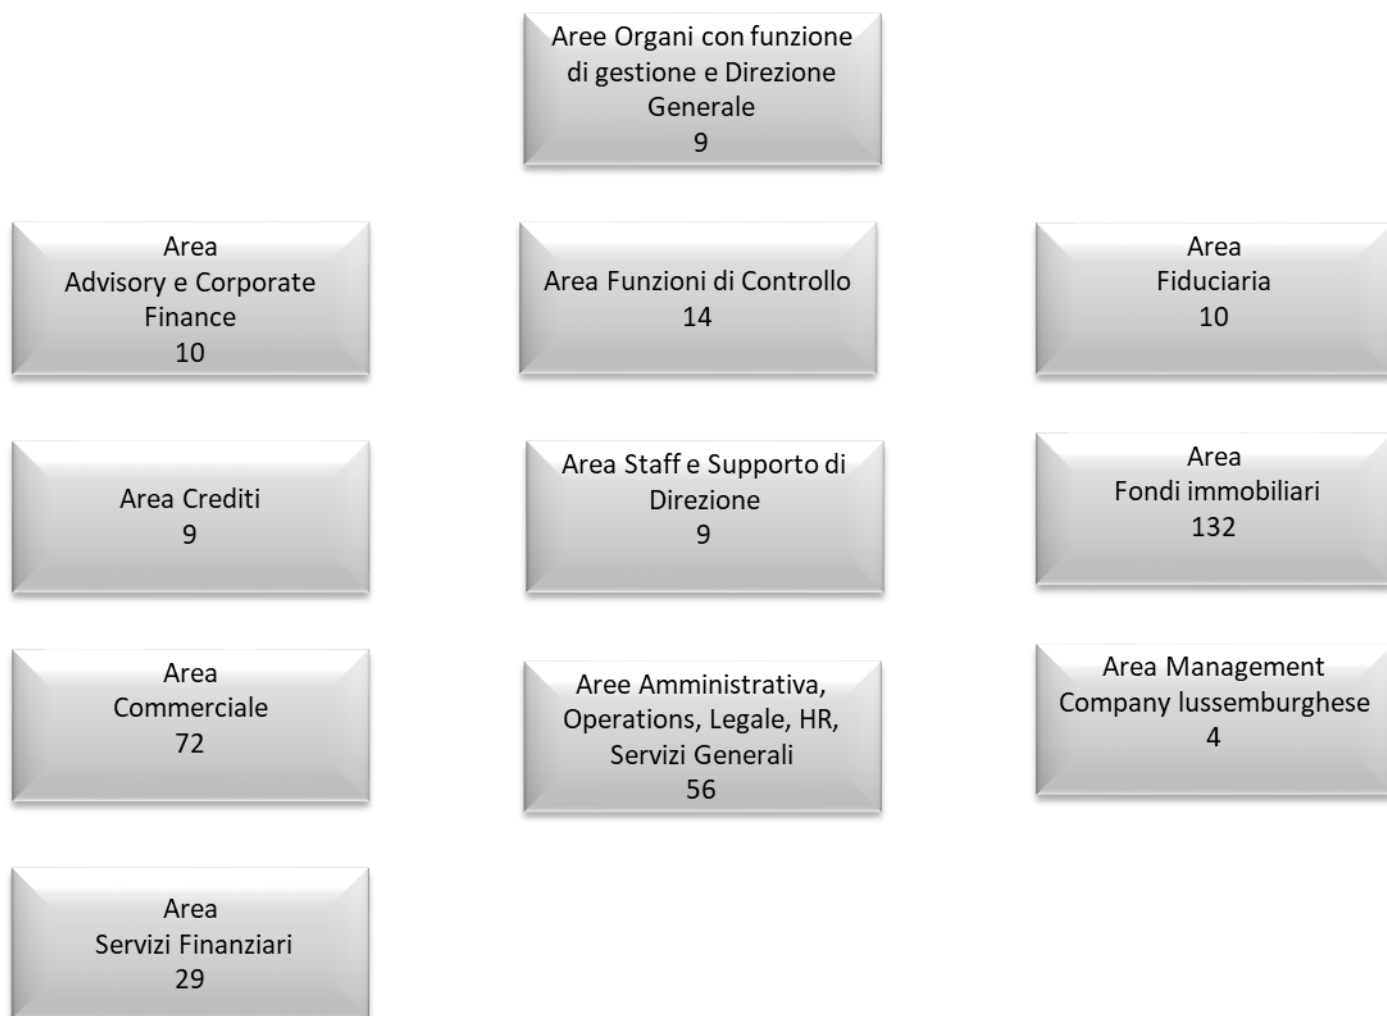 Aree Organi con funzione
di gestione e Direzione
Generale
9
Area
Advisory e Corporate
Finance
10
Area Funzioni di Controllo
14
Area
Fiduciaria
10
Area Crediti
9
Area Staff e Supporto di
Direzione
9
Area
Fondi immobiliari
132
Area
Commerciale
72
Aree Amministrativa,
Operations, Legale, HR,
Servizi Generali
56
Area Management
Company lussemburghese
4
Area
Servizi Finanziari
29